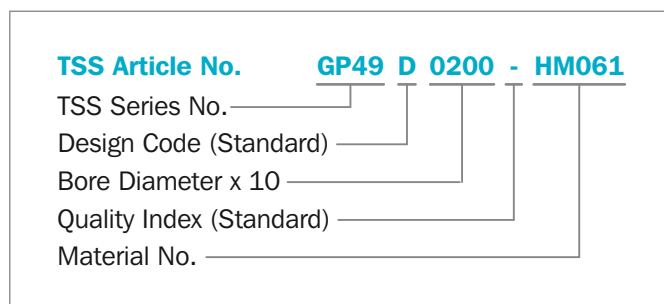 TSS Article No. GP49 D 0200 - HM061
TSS Series No.
Design Code (Standard)
Bore Diameter x 10
Quality Index (Standard)
Material No.